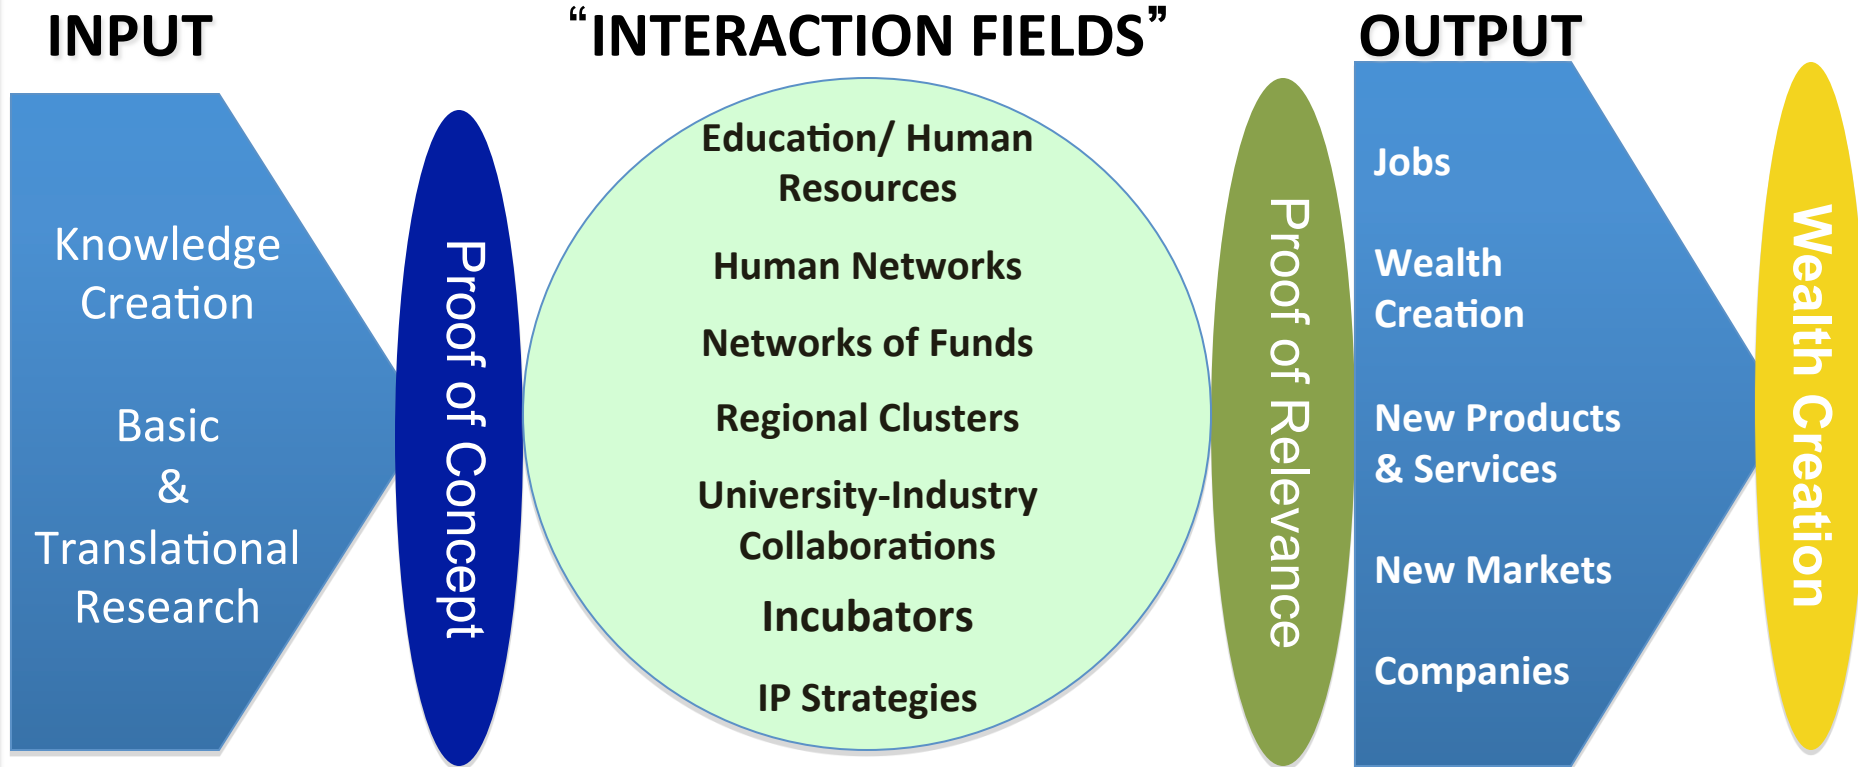 INPUT
Knowledge
Creation
Basic
&
Translational
Research
Proof of Concept
“INTERACTION FIELDS”
Education/ Human
Resources
Human Networks
Networks of Funds
Regional Clusters
University-Industry
Collaborations
Incubators
IP Strategies
Proof of Relevance
OUTPUT
Jobs
Wealth
Creation
New Products
& Services
New Markets
Companies
Wealth Creation